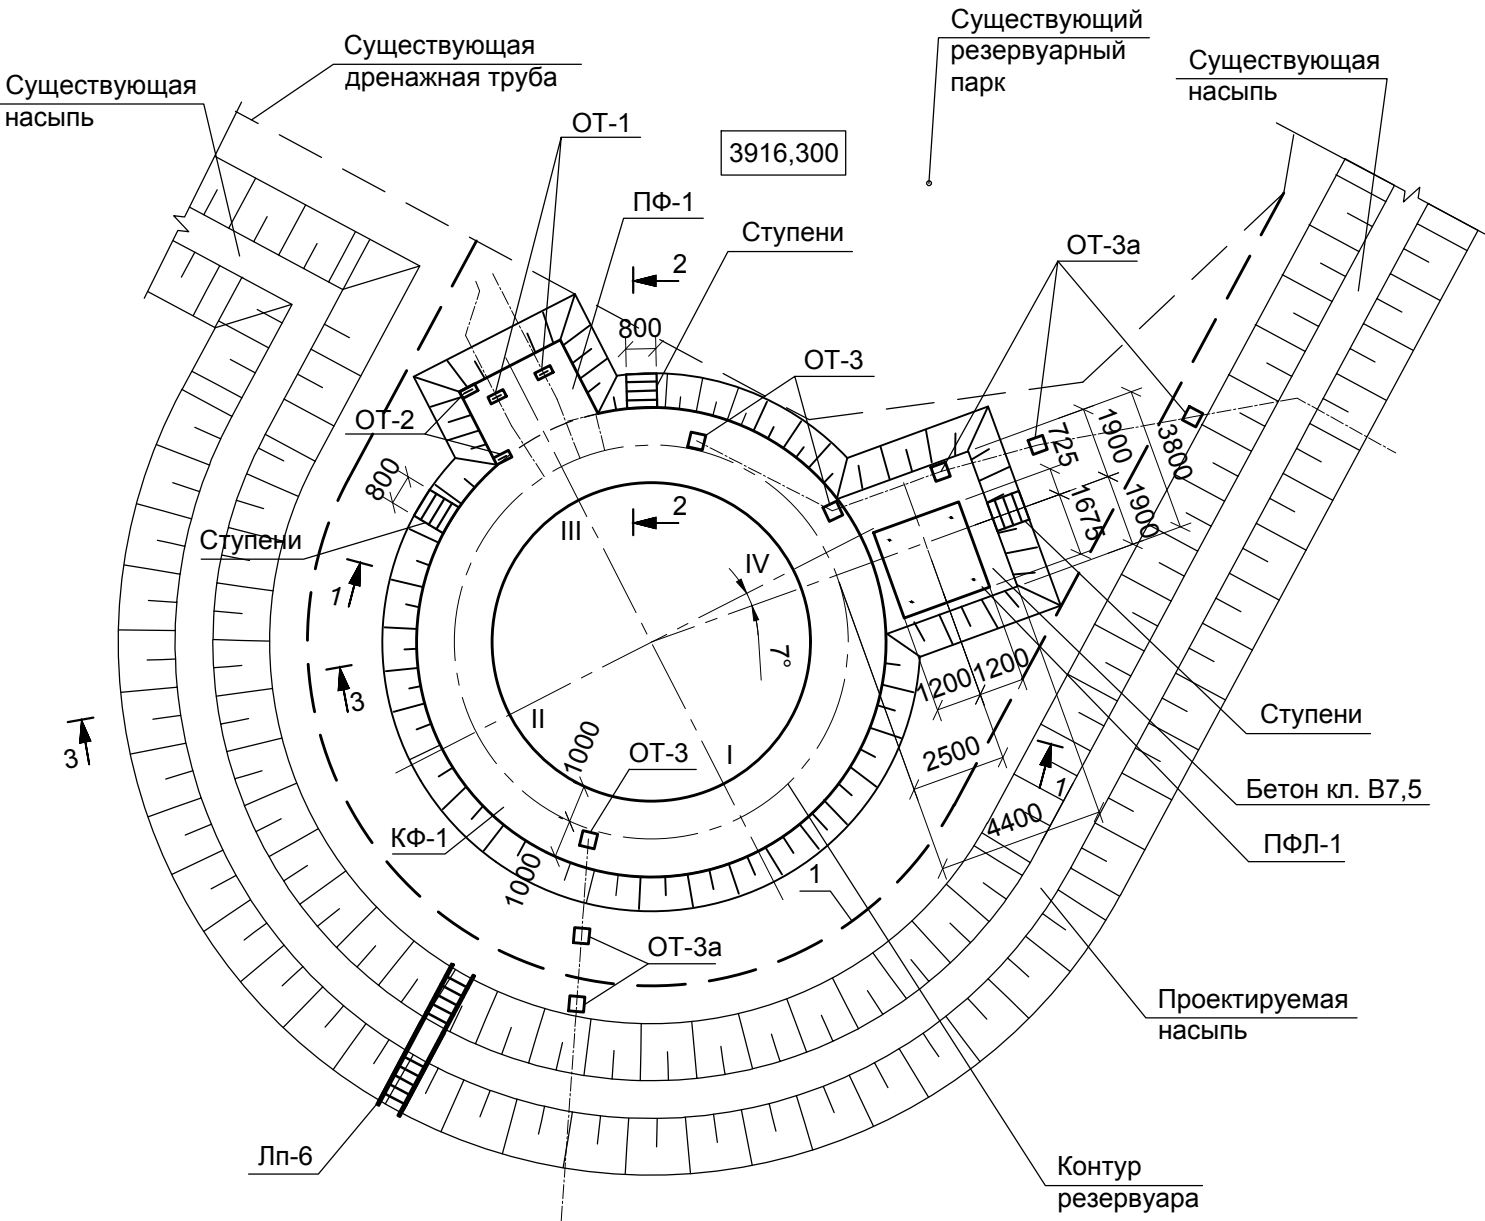 Существующий
резервуарный
парк
Существующая
дренажная труба
Существующая
насыпь
Существующая
насыпь
ОТ-1
3916,300
ПФ-1
Ступени
ОТ-3а
2
800
ОТ-3
ОТ-2
800
725
1900
3800
1675
1900
2
Ступени
III
IV
1
7°
3
3
1200
1200
II
I
1000
ОТ-3
2500
1
Ступени
Бетон кл. В7,5
4400
КФ-1
ПФЛ-1
1000
1
ОТ-3а
Проектируемая
насыпь
Лп-6
Контур
резервуара